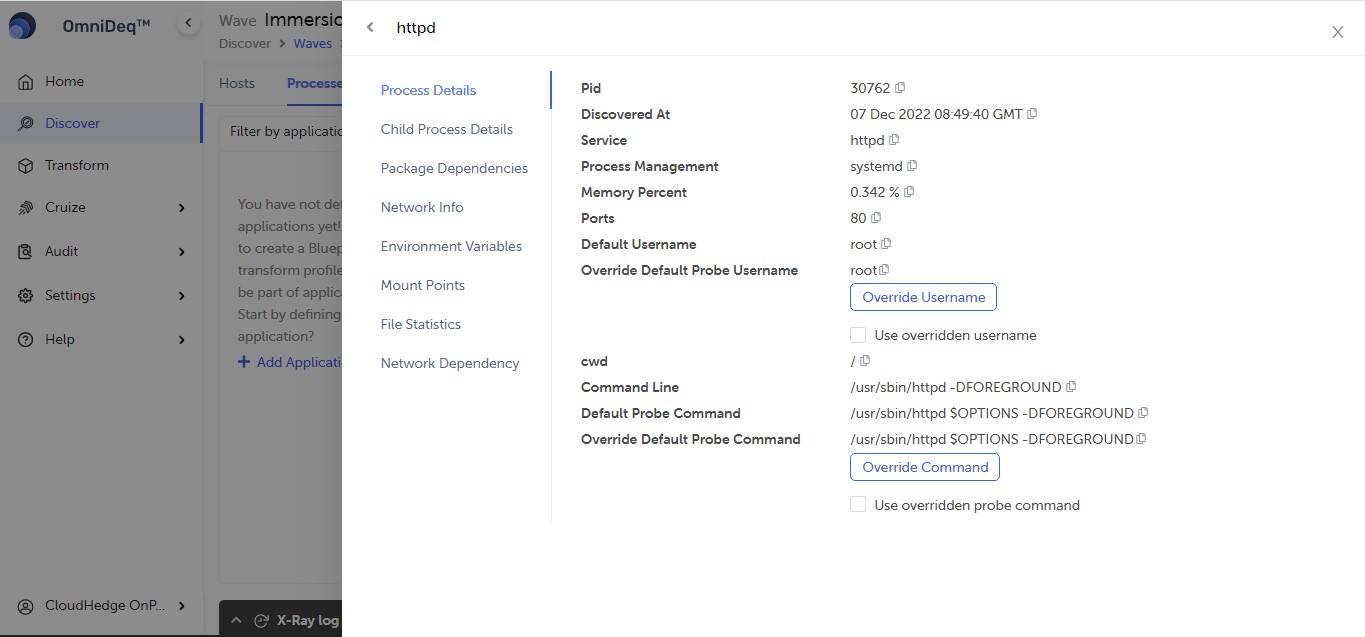 OmniDeq™
Home
Discover
Transform
Cruize
Audit
Settings
Help
CloudHedge OnP...
Wave Immersio
Discover > Waves
Hosts
Processe
Filter by applicatio
You have not def
applications yet!
to create a Bluep
transform profile
be part of applica
Start by defining
application?
+ Add Applicati
X-Ray log
httpd
Process Details
Child Process Details
Package Dependencies
Network Info
Environment Variables
Mount Points
File Statistics
Network Dependency
Pid 30762
Discovered At 07 Dec 2022 08:49:40 GMT
Service httpd
Process Management systemd
Memory Percent 0.342 %
Ports 80
Default Username root
Override Default Probe Username root
Override Username
Use overridden username
cwd /
Command Line /usr/sbin/httpd -DFOREGROUND
Default Probe Command /usr/sbin/httpd $OPTIONS -DFOREGROUND
Override Default Probe Command /usr/sbin/httpd $OPTIONS -DFOREGROUND
Override Command
Use overridden probe command